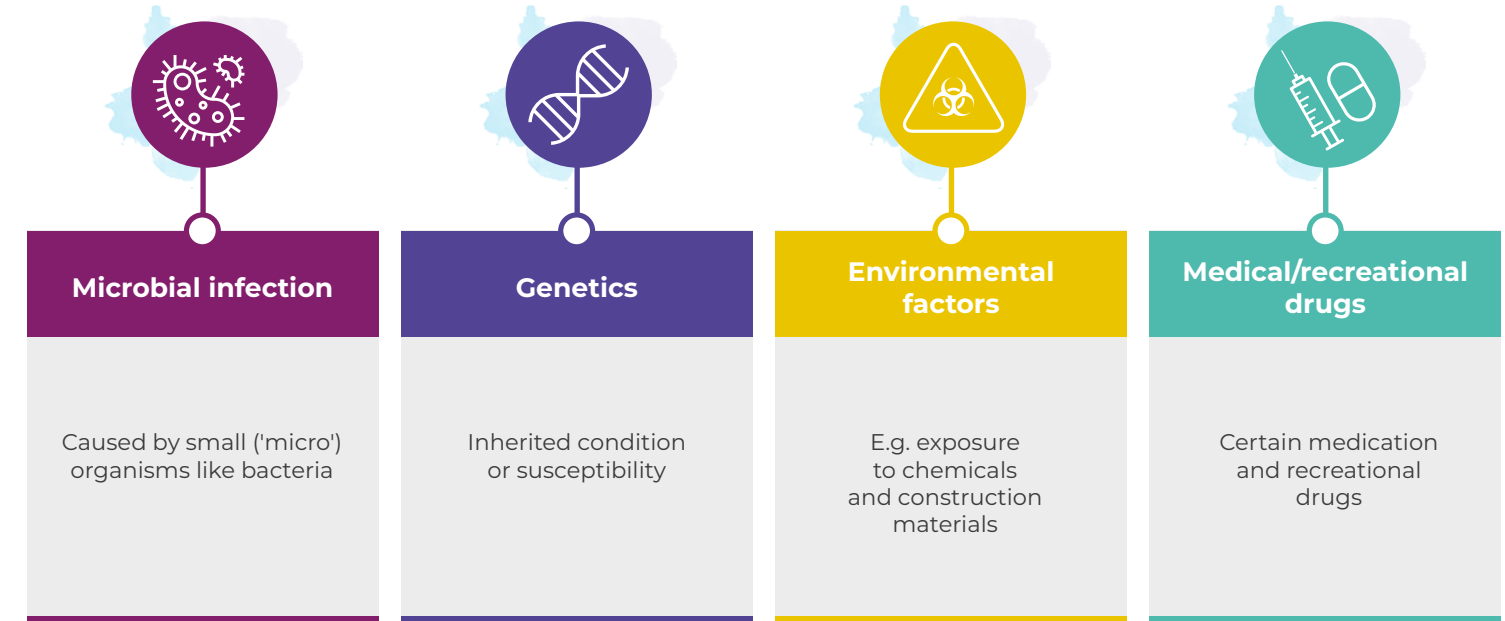 Microbial infection
Caused by small ('micro')
organisms like bacteria
Genetics
Inherited condition
or susceptibility
Environmental
factors
E.g. exposure
to chemicals
and construction
materials
Medical/recreational
drugs
Certain medication
and recreational
drugs